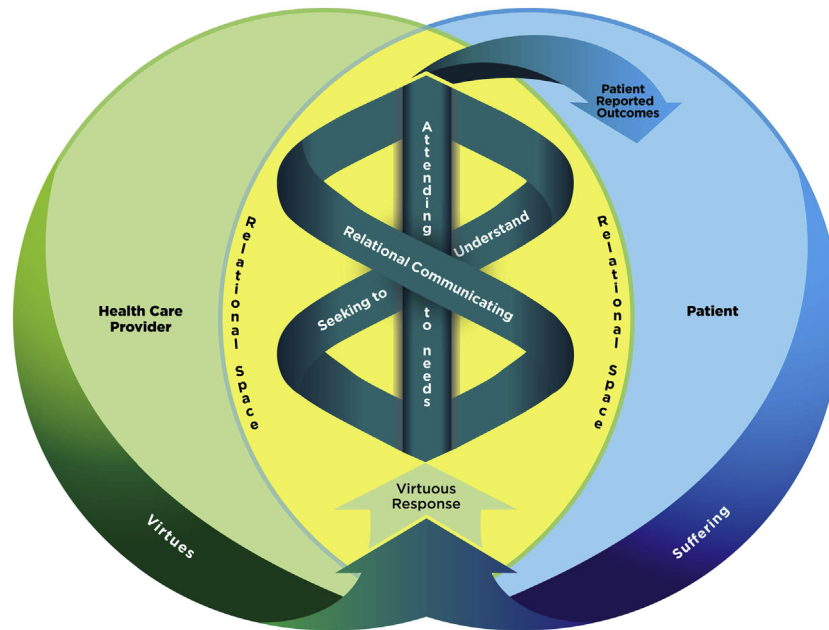 Patient
Reported
Outcomes
Attending to needs
Relational Communicating
Seeking to Understand
Relational Space
Relational Space
Health Care
Provider
Patient
Virtuous
Response
Virtues
Suffering